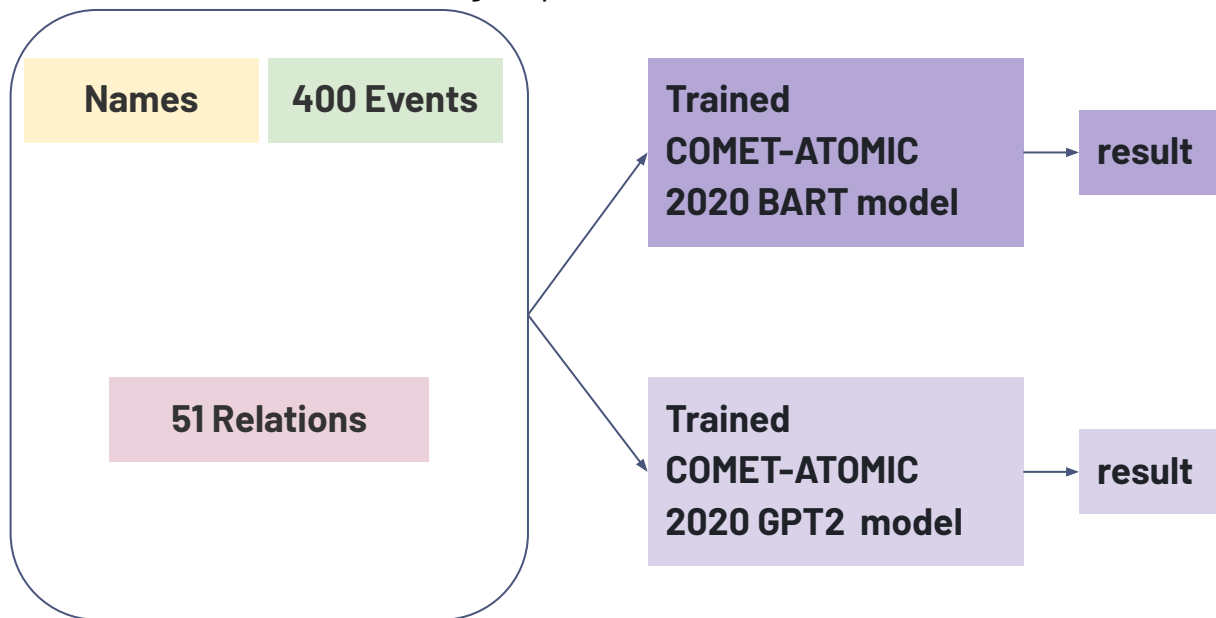 Names
400 Events
51 Relations
Trained
COMET-ATOMIC
2020 BART model
result
Trained
COMET-ATOMIC
2020 GPT2 model
result